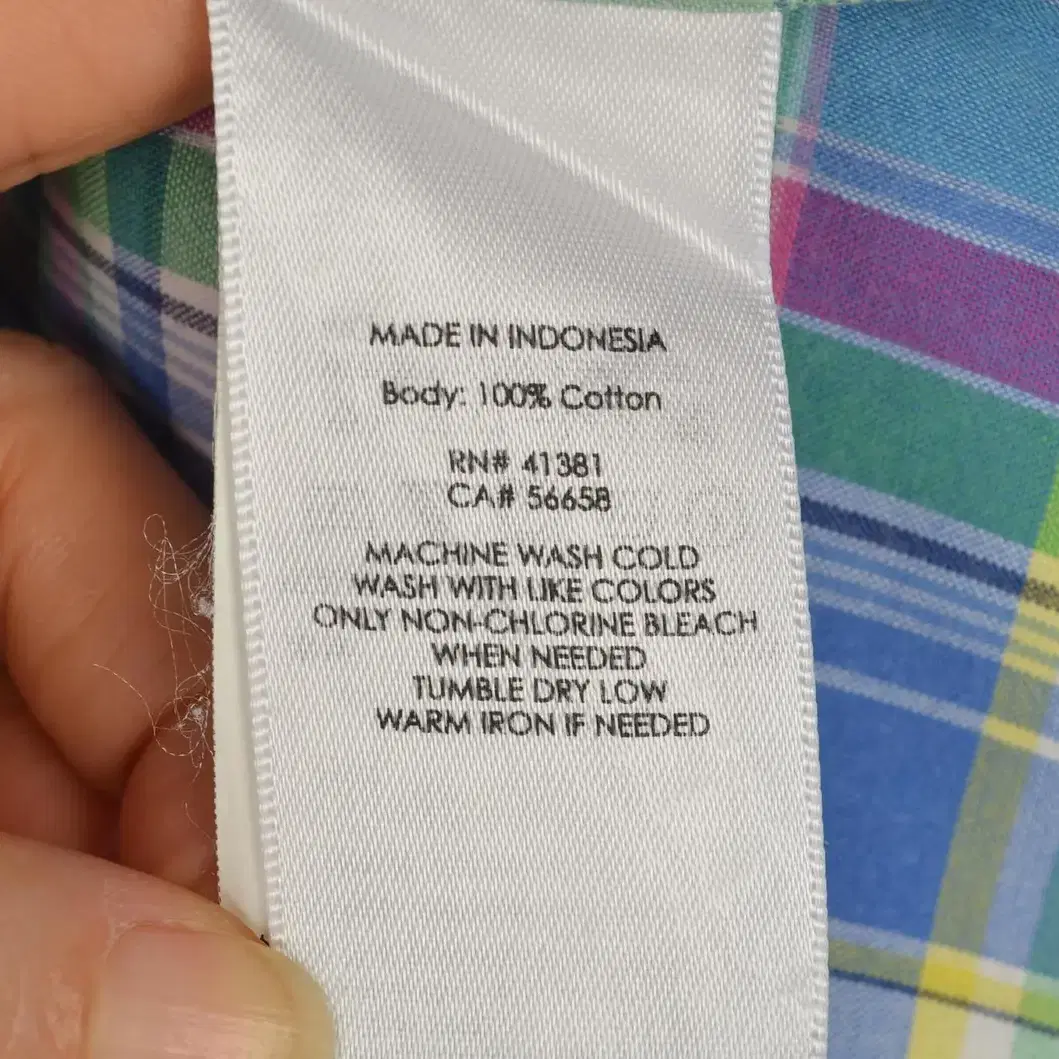 MADE IN INDONESIA
Body: 100% Cotton
RN# 41381
CA# 56658
MACHINE WASH COLD
WASH WITH LIKE COLORS
ONLY NON-CHLORINE BLEACH
WHEN NEEDED
TUMBLE DRY LOW
WARM IRON IF NEEDED